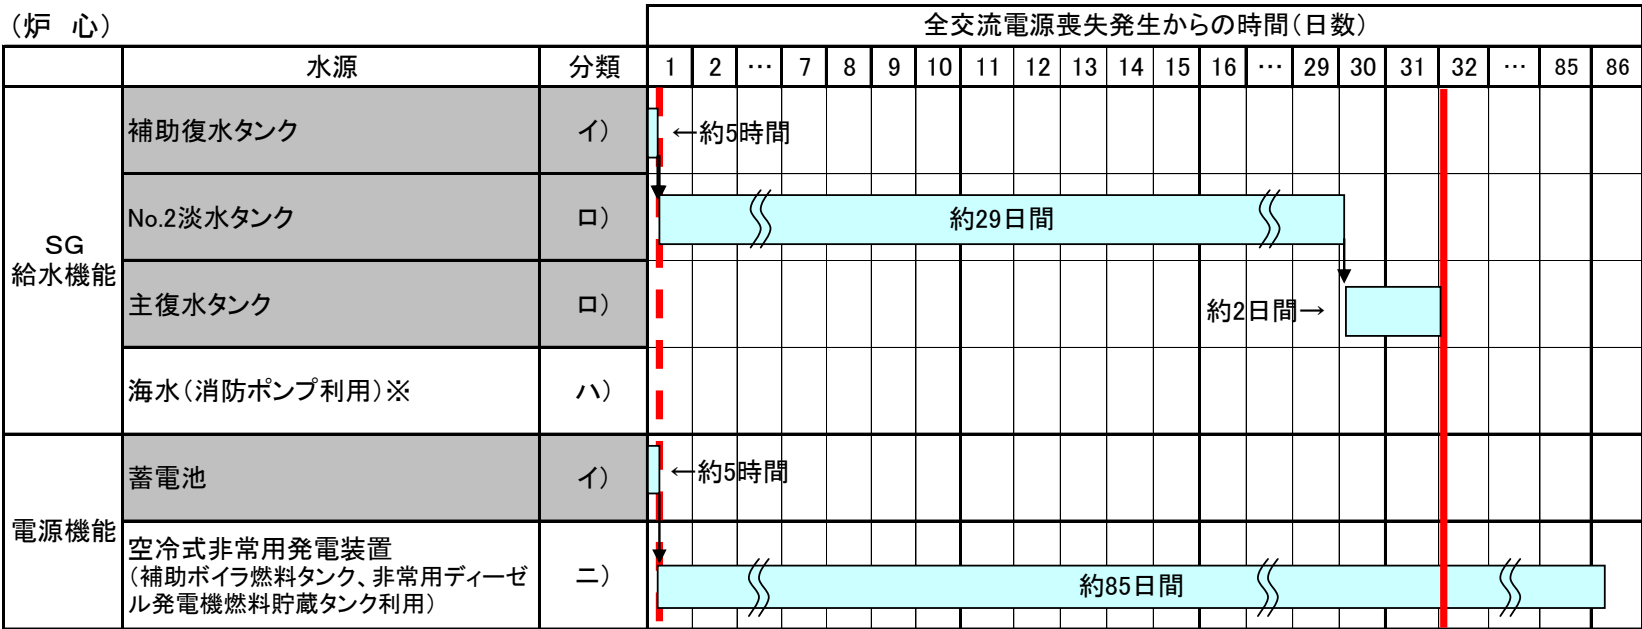 (炉 心)
全交流電源喪失発生からの時間(日数)
水源 分類 1 2 … 7 8 9 10 11 12 13 14 15 16 … 29 30 31 32 … 85 86
SG
給水機能
補助復水タンク イ) ←約5時間
No.2淡水タンク ロ) 約29日間
主復水タンク ロ) 約2日間→
海水(消防ポンプ利用)※ ハ)
電源機能
蓄電池 イ) ←約5時間
空冷式非常用発電装置
(補助ボイラ燃料タンク、非常用ディーゼ
ル発電機燃料貯蔵タンク利用)
ニ) 約85日間